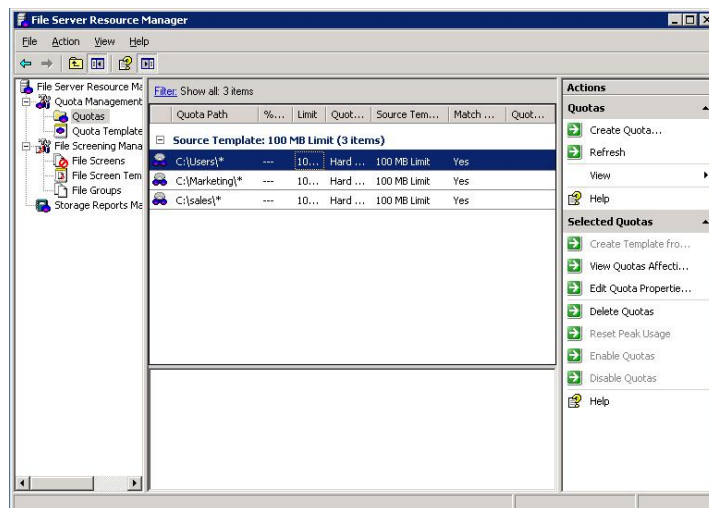 File Server Resource Manager
File Action View Help
File Server Resource Ma
Quota Management
Quotas
Quota Template
File Screening Mana
File Screens
File Screen Tem
File Groups
Storage Reports Ma
Filter: Show all: 3 items
Quota Path %... Limit Quot... Source Tem... Match ... Quot...
Source Template: 100 MB Limit (3 items)
C:\Users\* --- 10... Hard ... 100 MB Limit Yes
C:\Marketing\* --- 10... Hard ... 100 MB Limit Yes
C:\sales\* --- 10... Hard ... 100 MB Limit Yes
Actions
Quotas
Create Quota...
Refresh
View
Help
Selected Quotas
Create Template fro...
View Quotas Affecti...
Edit Quota Propertie...
Delete Quotas
Reset Peak Usage
Enable Quotas
Disable Quotas
Help